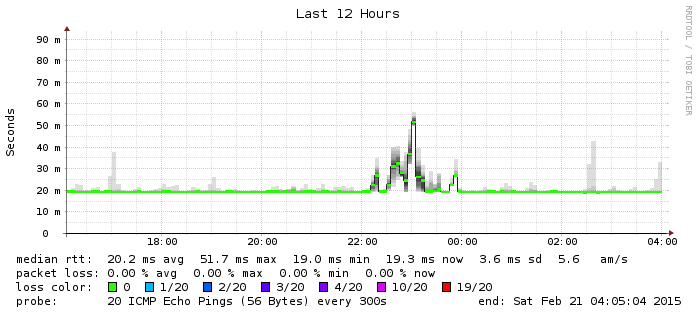 Last 12 Hours
RRDTOOL / TOBI OETIKER
Seconds
90 m
80 m
70 m
60 m
50 m
40 m
30 m
20 m
10 m
0
18:00 20:00 22:00 00:00 02:00 04:00
median rtt: 20.2 ms avg 51.7 ms max 19.0 ms min 19.3 ms now 3.6 ms sd 5.6 am/s
packet loss: 0.00 % avg 0.00 % max 0.00 % min 0.00 % now
loss color: 0 1/20 2/20 3/20 4/20 10/20 19/20
probe: 20 ICMP Echo Pings (56 Bytes) every 300s end: Sat Feb 21 04:05:04 2015